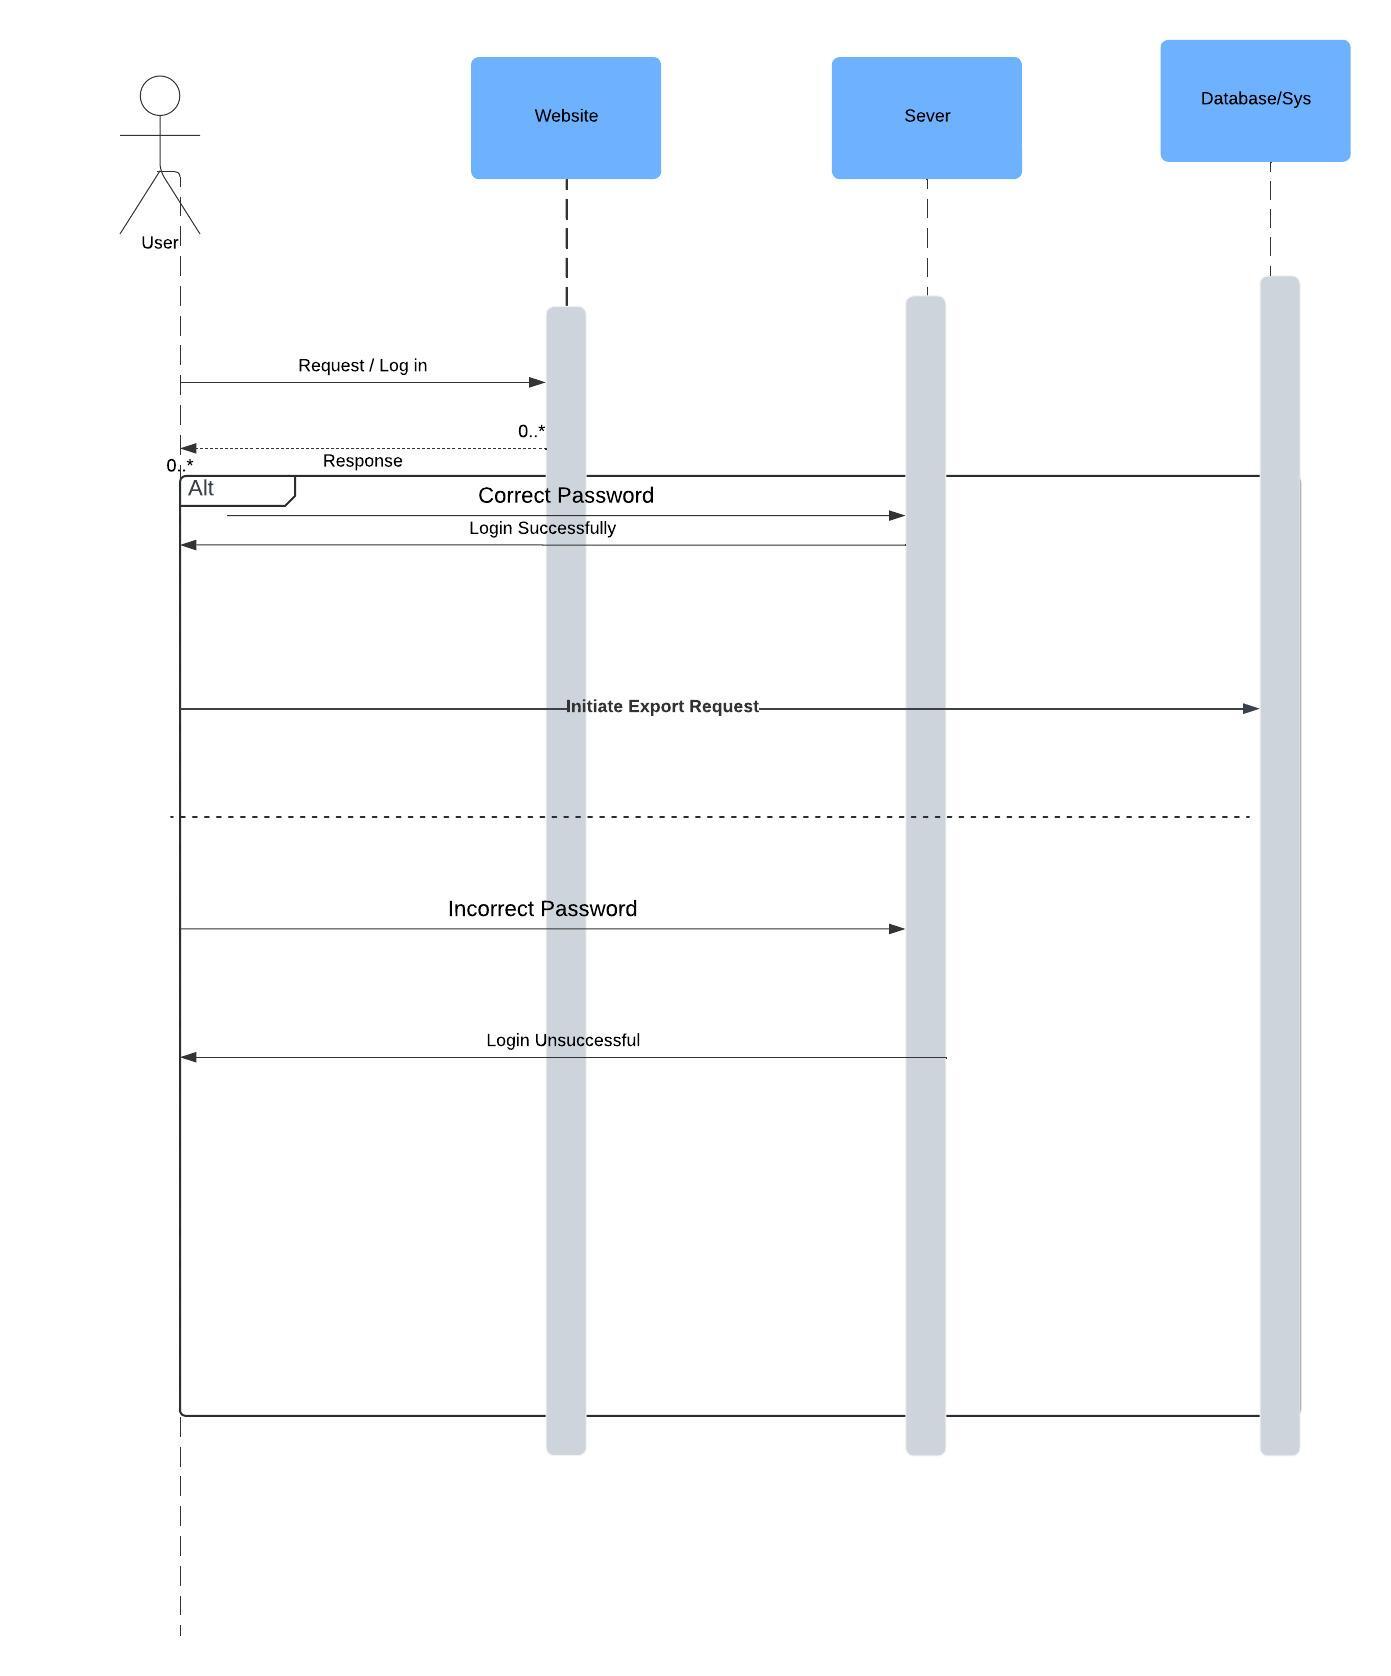 Website
Sever
Database/Sys
User
Request / Log in
0..*
Response
0..*
Alt
Correct Password
Login Successfully
Initiate Export Request
Incorrect Password
Login Unsuccessful